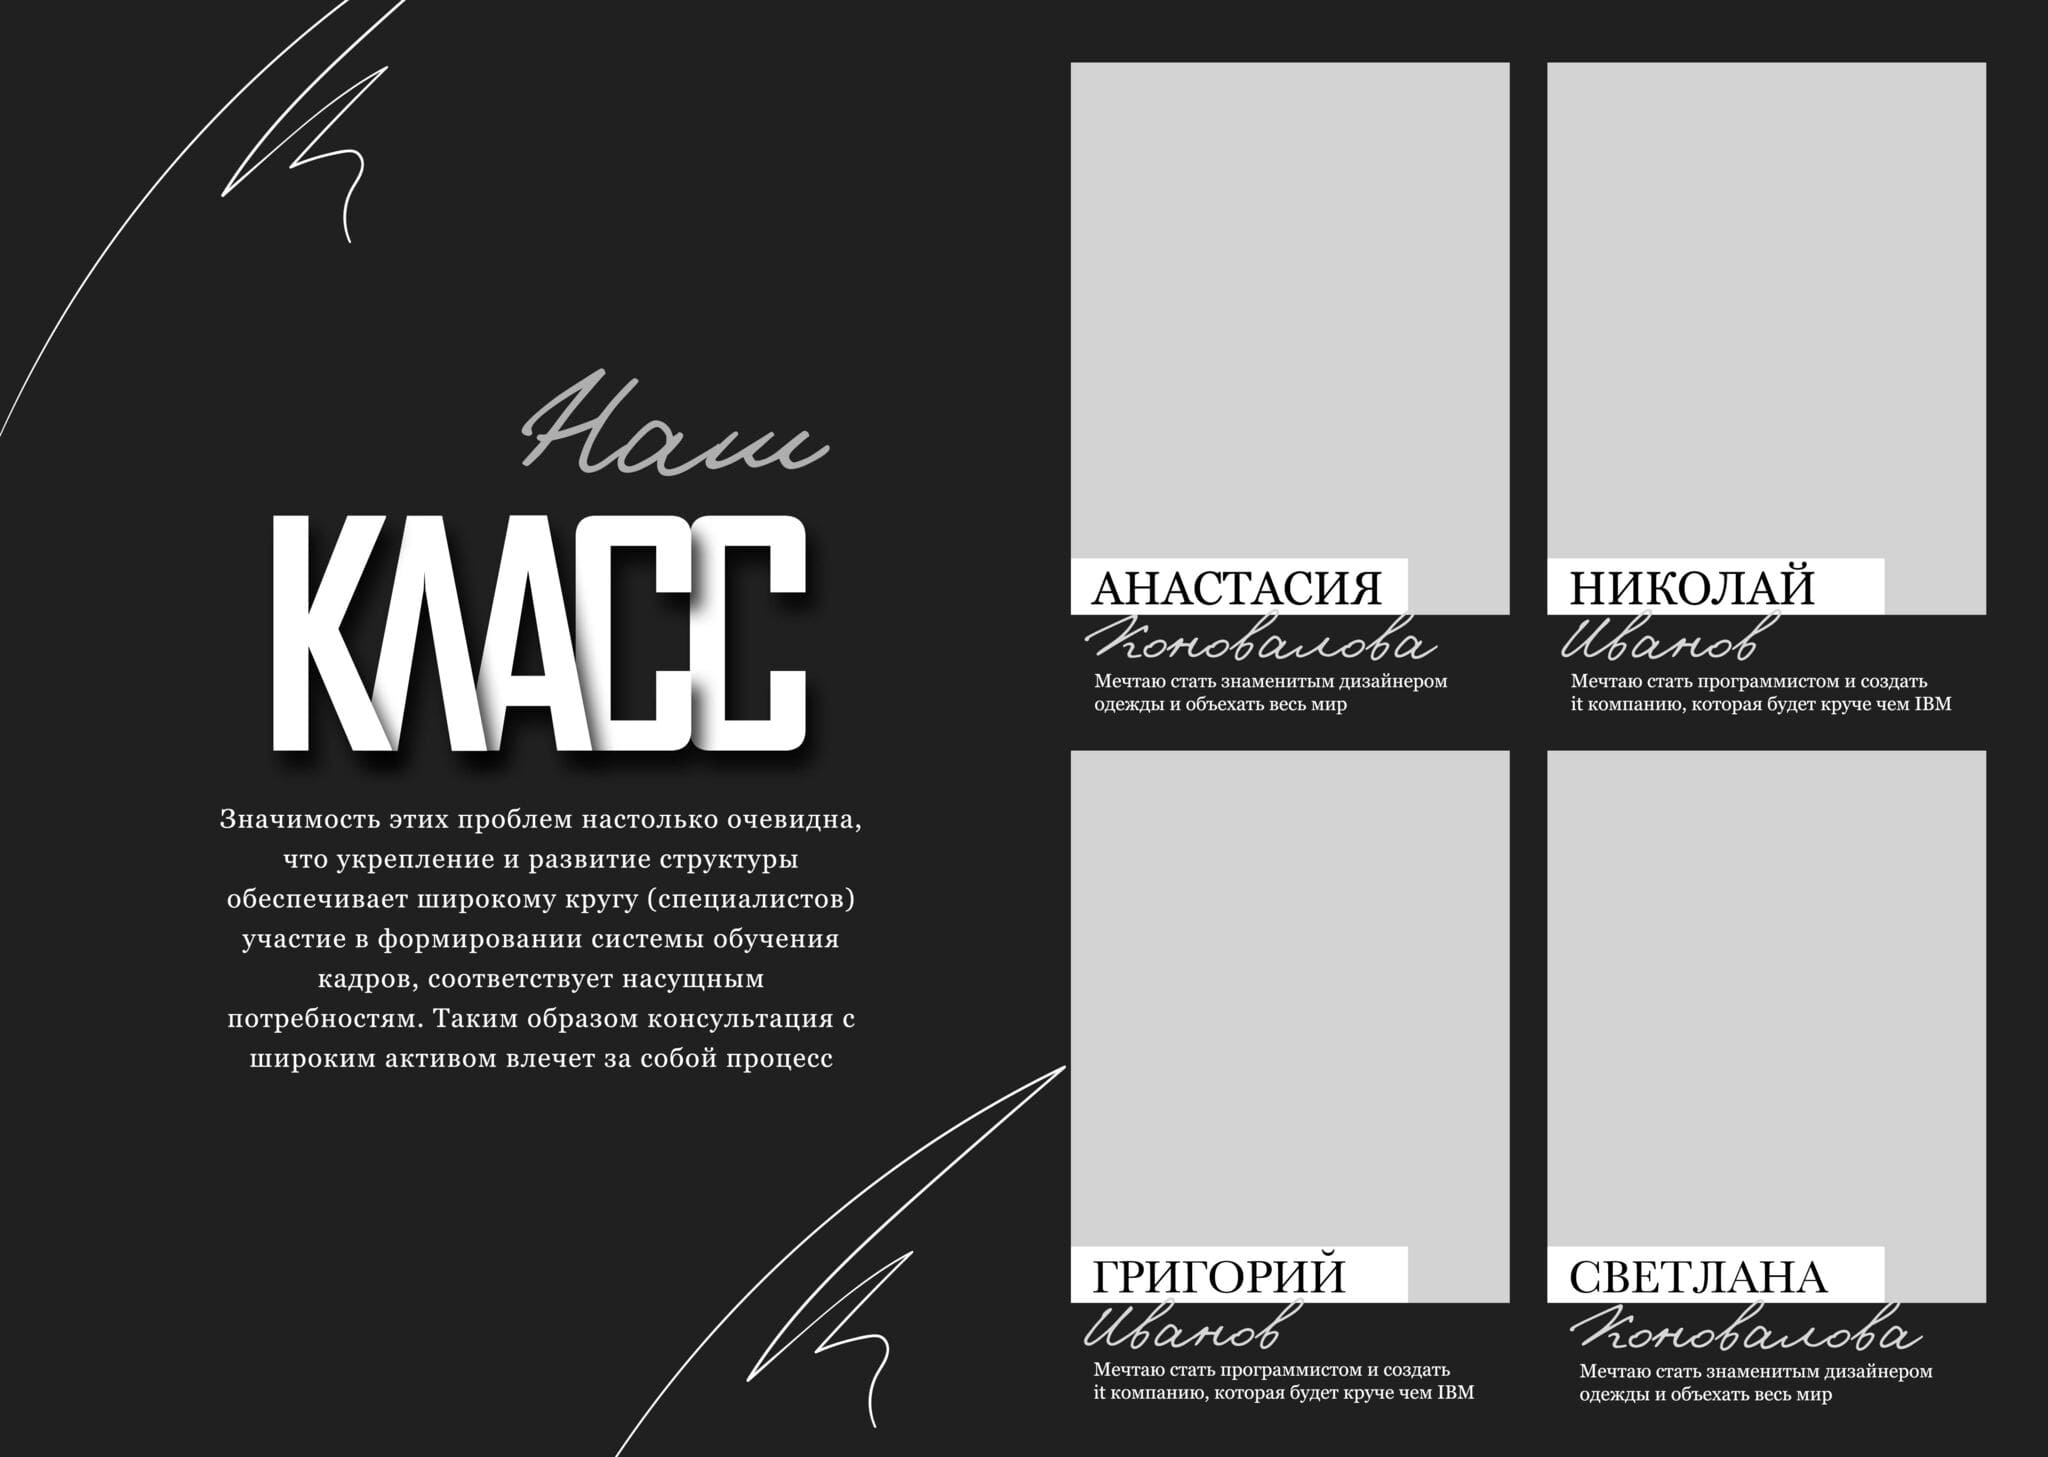 Наш
КЛАСС
Значимость этих проблем настолько очевидна,
что укрепление и развитие структуры
обеспечивает широкому кругу (специалистов)
участие в формировании системы обучения
кадров, соответствует насущным
потребностям. Таким образом консультация с
широким активом влечет за собой процесс
АНАСТАСИЯ
Коновалова
Мечтаю стать знаменитым дизайнером
одежды и объехать весь мир
НИКОЛАЙ
Иванов
Мечтаю стать программистом и создать
it компанию, которая будет круче чем IBM
ГРИГОРИЙ
Иванов
Мечтаю стать программистом и создать
it компанию, которая будет круче чем IBM
СВЕТЛАНА
Коновалова
Мечтаю стать знаменитым дизайнером
одежды и объехать весь мир